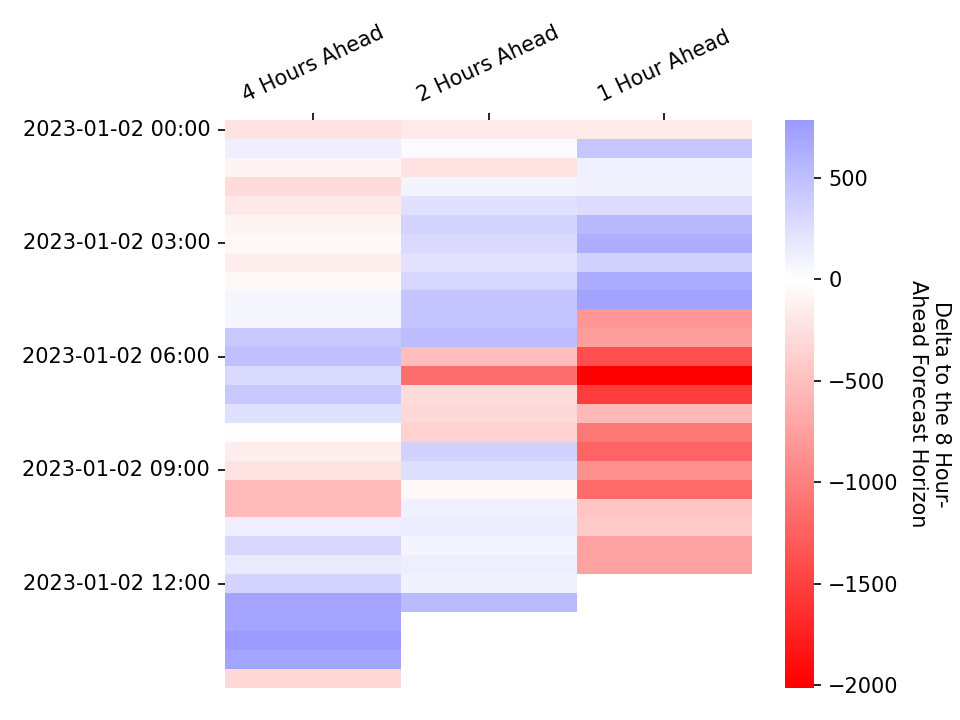 4 Hours Ahead
2 Hours Ahead
1 Hour Ahead
2023-01-02 00:00
2023-01-02 03:00
2023-01-02 06:00
2023-01-02 09:00
2023-01-02 12:00
500
0
−500
−1000
−1500
−2000
Delta to the 8 Hour-
Ahead Forecast Horizon